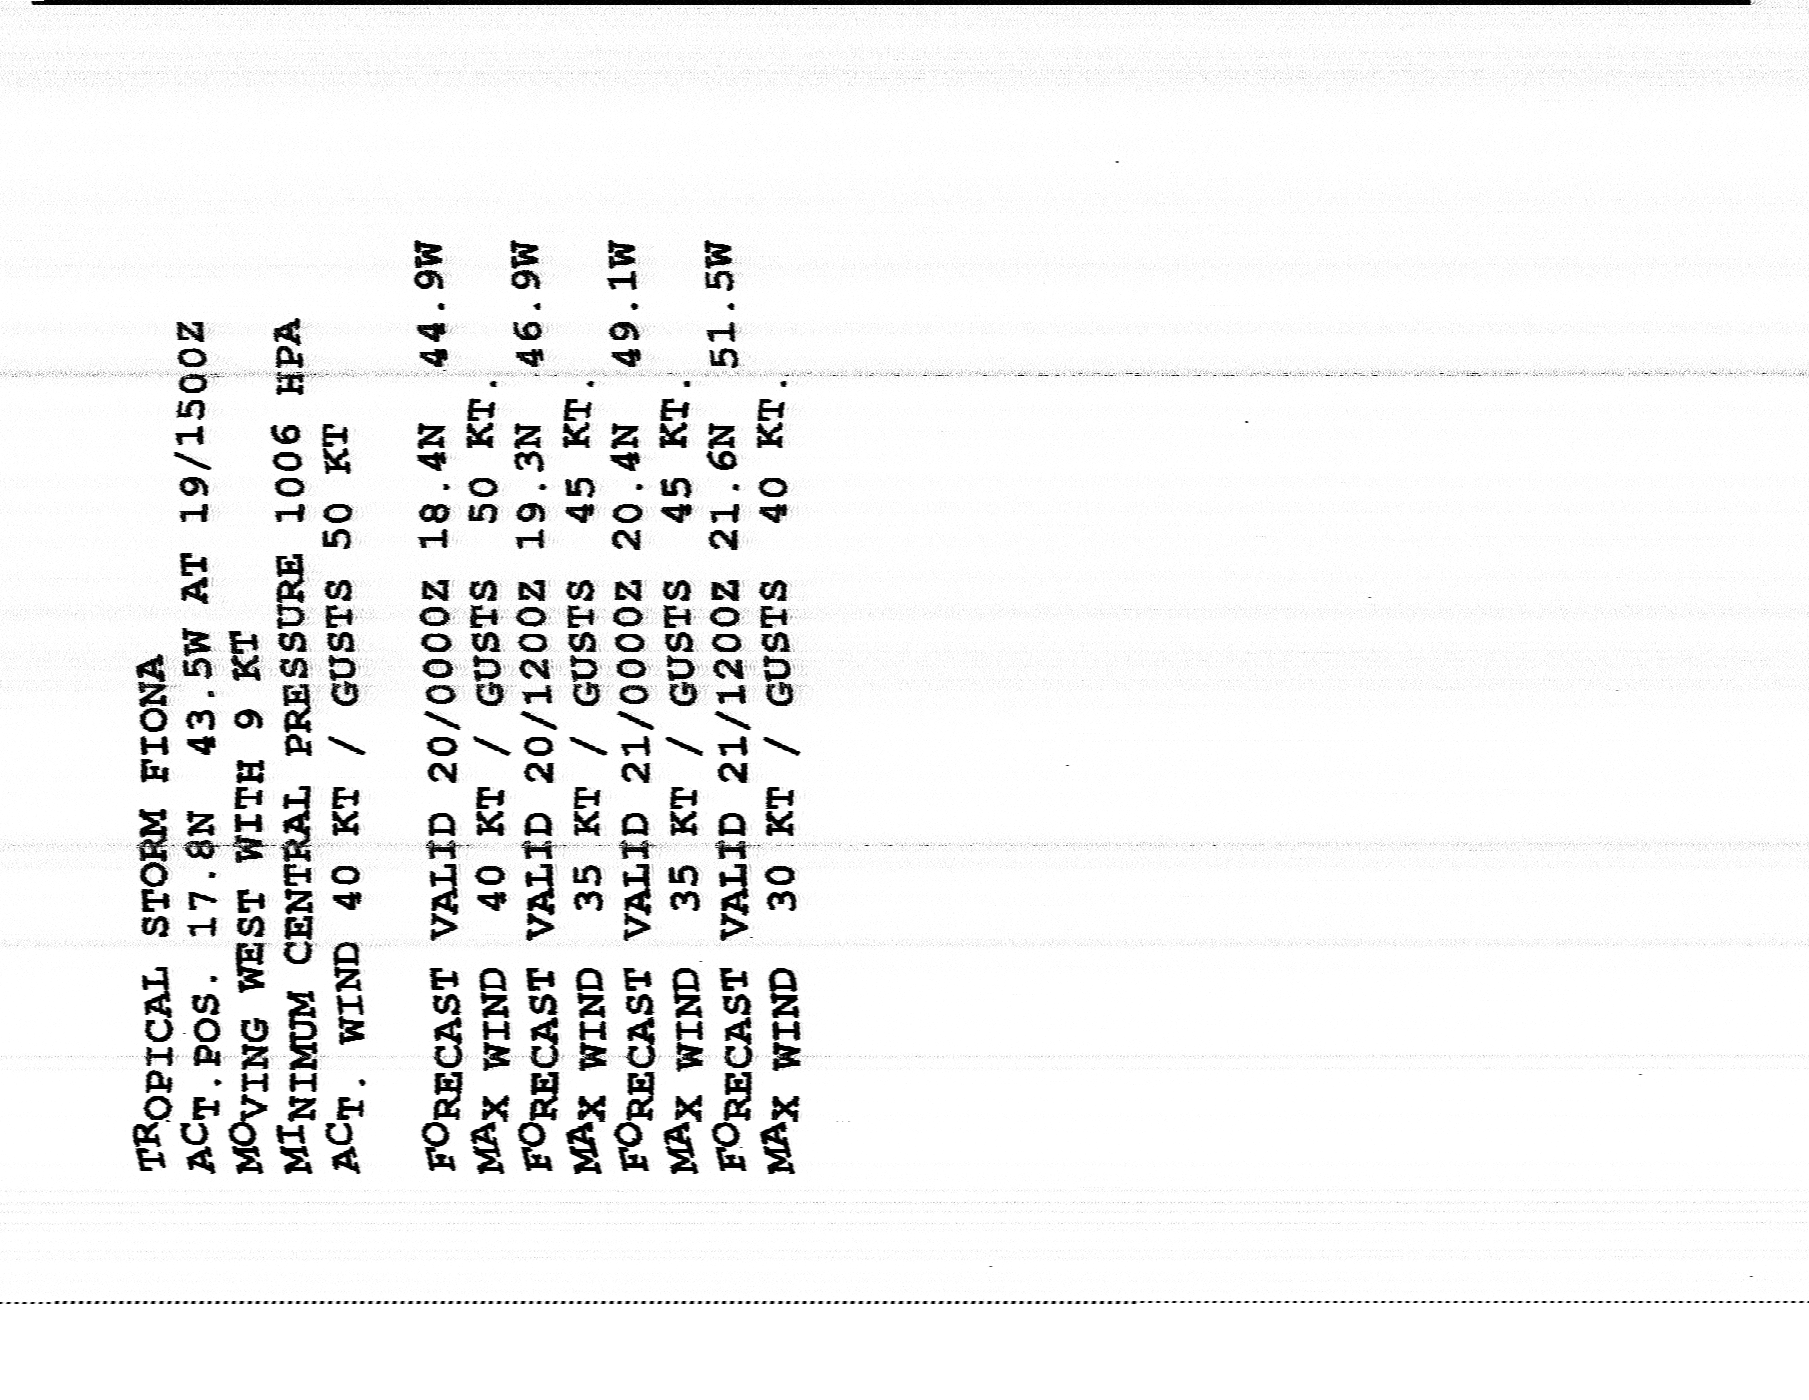 TROPICAL STORM FIONA
ACT.POS. 17.8N  43.5W AT 19/1500Z
MOVING WEST WITH 9 KT
MINIMUM CENTRAL PRESSURE 1006 HPA
ACT. WIND 40 KT / GUSTS 50 KT
FORECAST VALID 20/0000Z 18.4N  44.9W
MAX WIND  40 KT / GUSTS  50 KT.
FORECAST VALID 20/1200Z 19.3N  46.9W
MAX WIND  35 KT / GUSTS  45 KT.
FORECAST VALID 21/0000Z 20.4N  49.1W
MAX WIND  35 KT / GUSTS  45 KT.
FORECAST VALID 21/1200Z 21.6N  51.5W
MAX WIND  30 KT / GUSTS  40 KT.